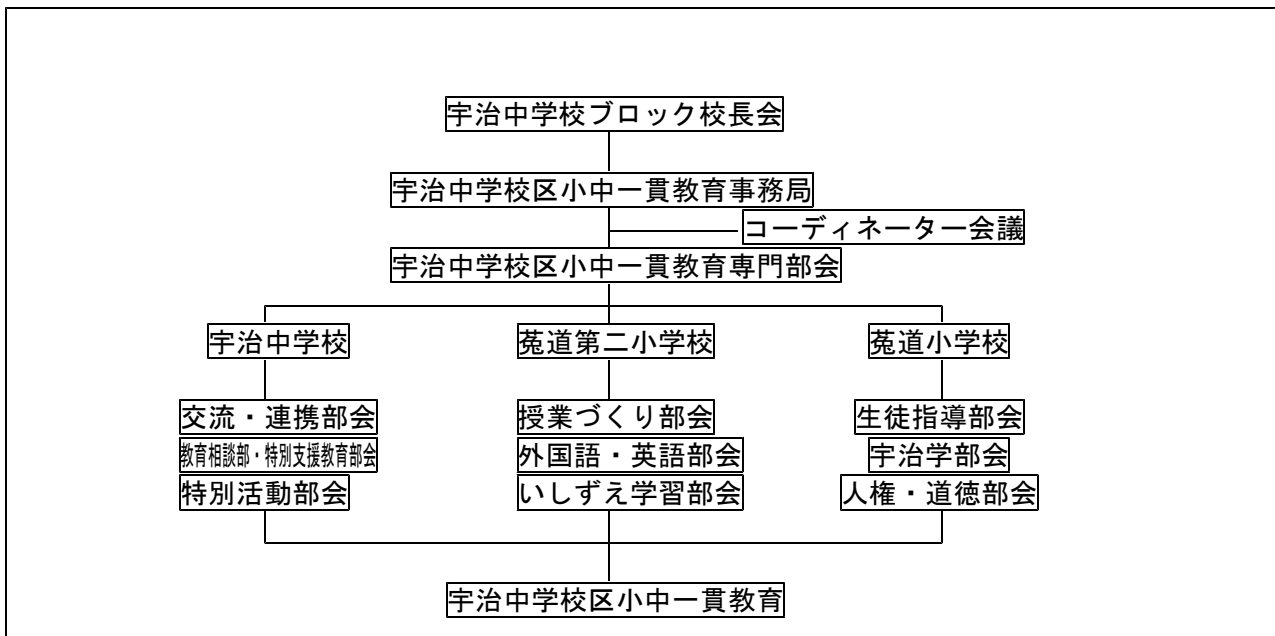 宇治中学校ブロック校長会
宇治中学校区小中一貫教育事務局
コーディネーター会議
宇治中学校区小中一貫教育専門部会
宇治中学校
菟道第二小学校
菟道小学校
交流・連携部会
授業づくり部会
生徒指導部会
教育相談部・特別支援教育部会
外国語・英語部会
宇治学部会
特別活動部会
いしずえ学習部会
人権・道徳部会
宇治中学校区小中一貫教育